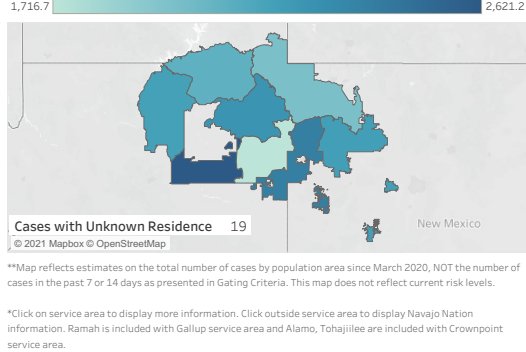 1,716.7 2,621.2
New Mexico
Cases with Unknown Residence 19
© 2021 Mapbox © OpenStreetMap
**Map reflects estimates on the total number of cases by population area since March 2020, NOT the number of
cases in the past 7 or 14 days as presented in Gating Criteria. This map does not reflect current risk levels.
*Click on service area to display more information. Click outside service area to display Navajo Nation
information. Ramah is included with Gallup service area and Alamo, Tohajiilee are included with Crownpoint
service area.